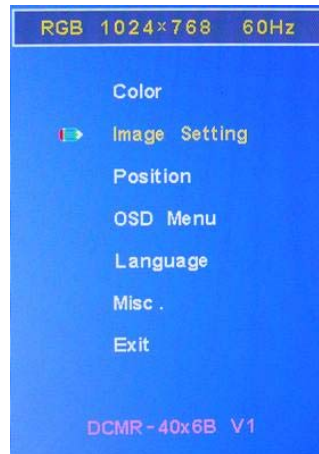 RGB 1024×768 60Hz
Color
Image Setting
Position
OSD Menu
Language
Misc.
Exit
DCMR-40x6B V1